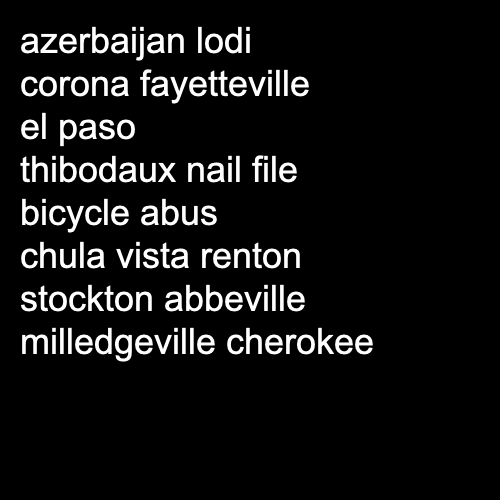 azerbaijan lodi
corona fayetteville
el paso
thibodaux nail file
bicycle abus
chula vista renton
stockton abbeville
milledgeville cherokee